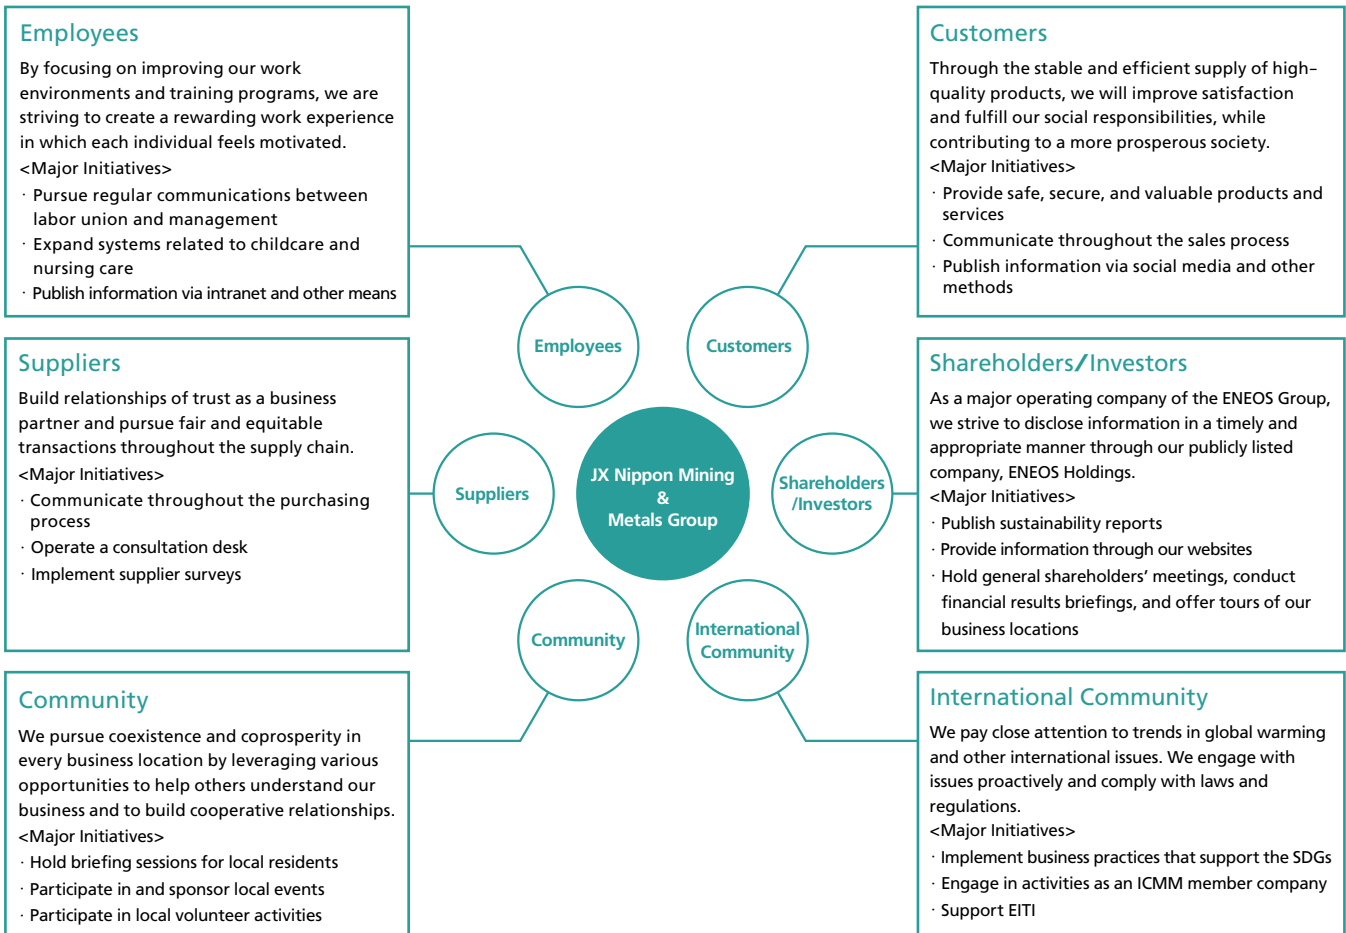 Employees
By focusing on improving our work
environments and training programs, we are
striving to create a rewarding work experience
in which each individual feels motivated.
<Major Initiatives>
· Pursue regular communications between
labor union and management
· Expand systems related to childcare and
nursing care
· Publish information via intranet and other means
Suppliers
Build relationships of trust as a business
partner and pursue fair and equitable
transactions throughout the supply chain.
<Major Initiatives>
· Communicate throughout the purchasing
process
· Operate a consultation desk
· Implement supplier surveys
Community
We pursue coexistence and coprosperity in
every business location by leveraging various
opportunities to help others understand our
business and to build cooperative relationships.
<Major Initiatives>
· Hold briefing sessions for local residents
· Participate in and sponsor local events
· Participate in local volunteer activities
Employees
Customers
Suppliers
JX Nippon Mining
&
Metals Group
Shareholders
/Investors
Community
International
Community
Customers
Through the stable and efficient supply of high-
quality products, we will improve satisfaction
and fulfill our social responsibilities, while
contributing to a more prosperous society.
<Major Initiatives>
· Provide safe, secure, and valuable products and
services
· Communicate throughout the sales process
· Publish information via social media and other
methods
Shareholders/Investors
As a major operating company of the ENEOS Group,
we strive to disclose information in a timely and
appropriate manner through our publicly listed
company, ENEOS Holdings.
<Major Initiatives>
· Publish sustainability reports
· Provide information through our websites
· Hold general shareholders’ meetings, conduct
financial results briefings, and offer tours of our
business locations
International Community
We pay close attention to trends in global warming
and other international issues. We engage with
issues proactively and comply with laws and
regulations.
<Major Initiatives>
· Implement business practices that support the SDGs
· Engage in activities as an ICMM member company
· Support EITI